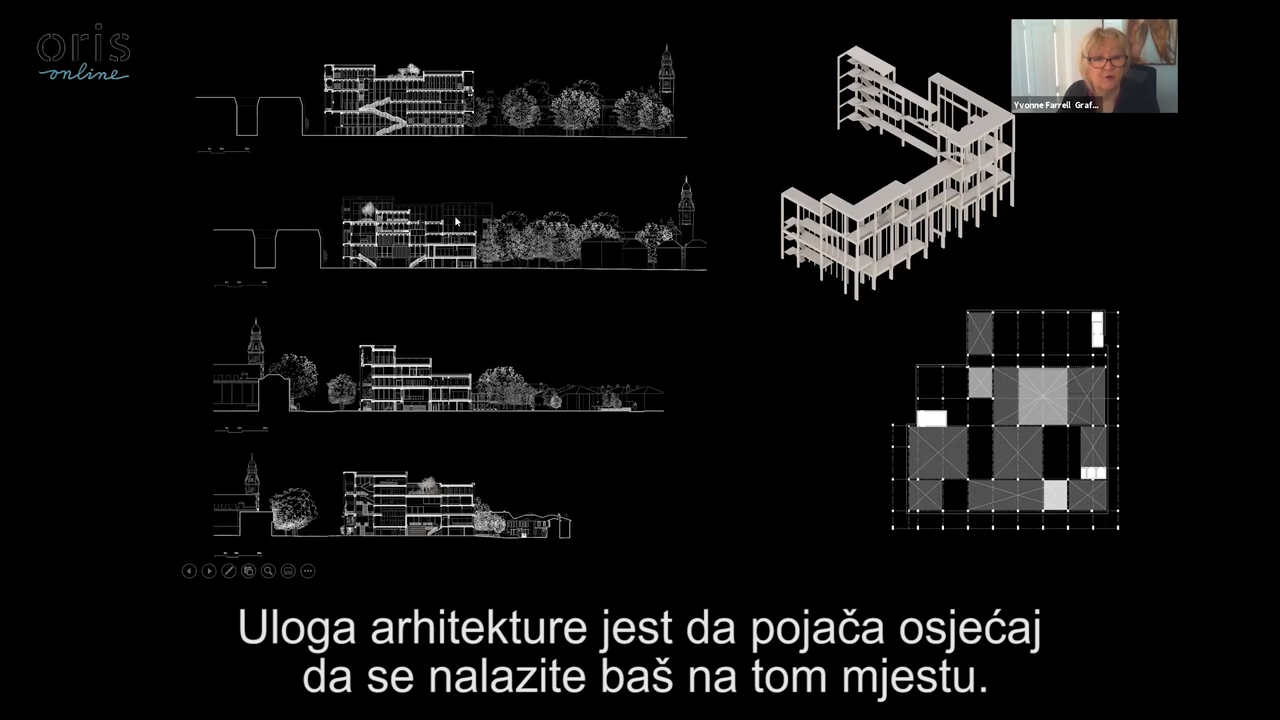 oris
online
Yvonne Farrell Graf...
Uloga arhitekture jest da pojača osjećaj
da se nalazite baš na tom mjestu.